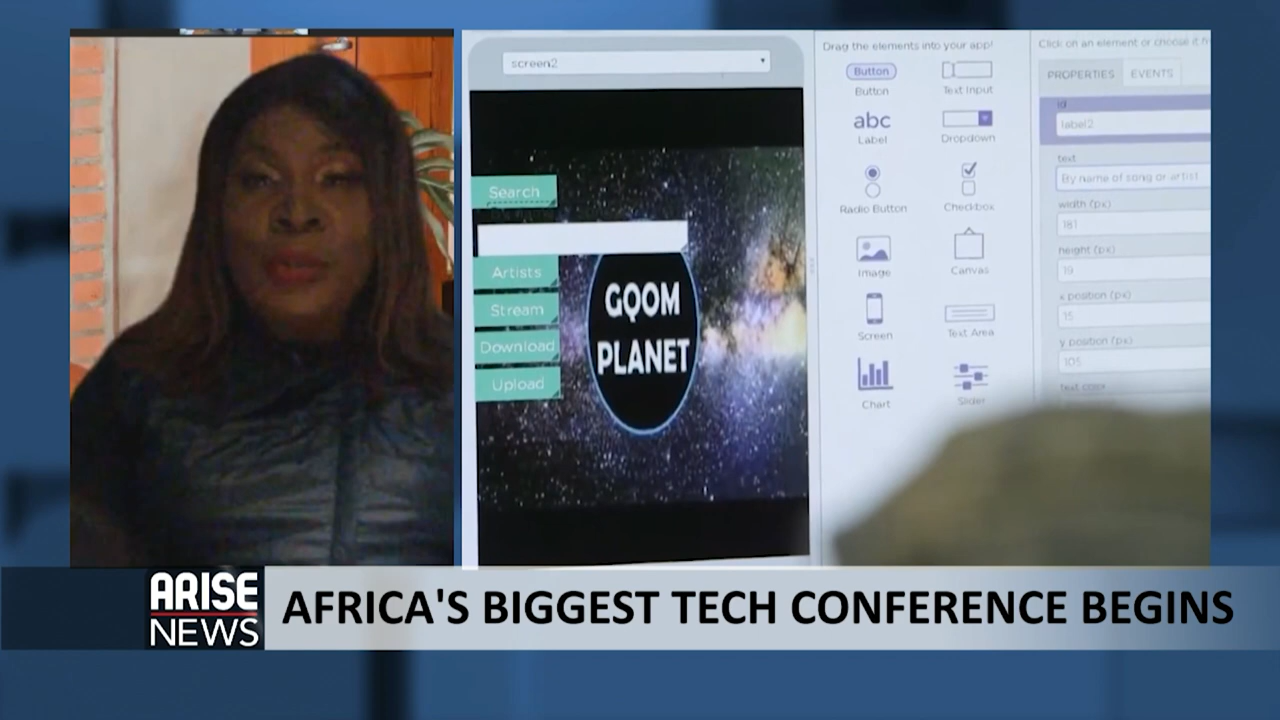 screen2
Search
Artists
Stream
Download
Upload
GQOM
PLANET
Drag the elements into your app!
Button
Button
Text Input
abc
Label
Dropdown
Radio Button
Checkbox
Image
Canvas
Screen
Text Area
Chart
Slider
Click on an element or choose it
PROPERTIES
EVENTS
id
label2
text
By name of song or artist
width (px)
181
height (px)
19
x position (px)
15
y position (px)
105
text color
ARISE
NEWS
AFRICA'S BIGGEST TECH CONFERENCE BEGINS